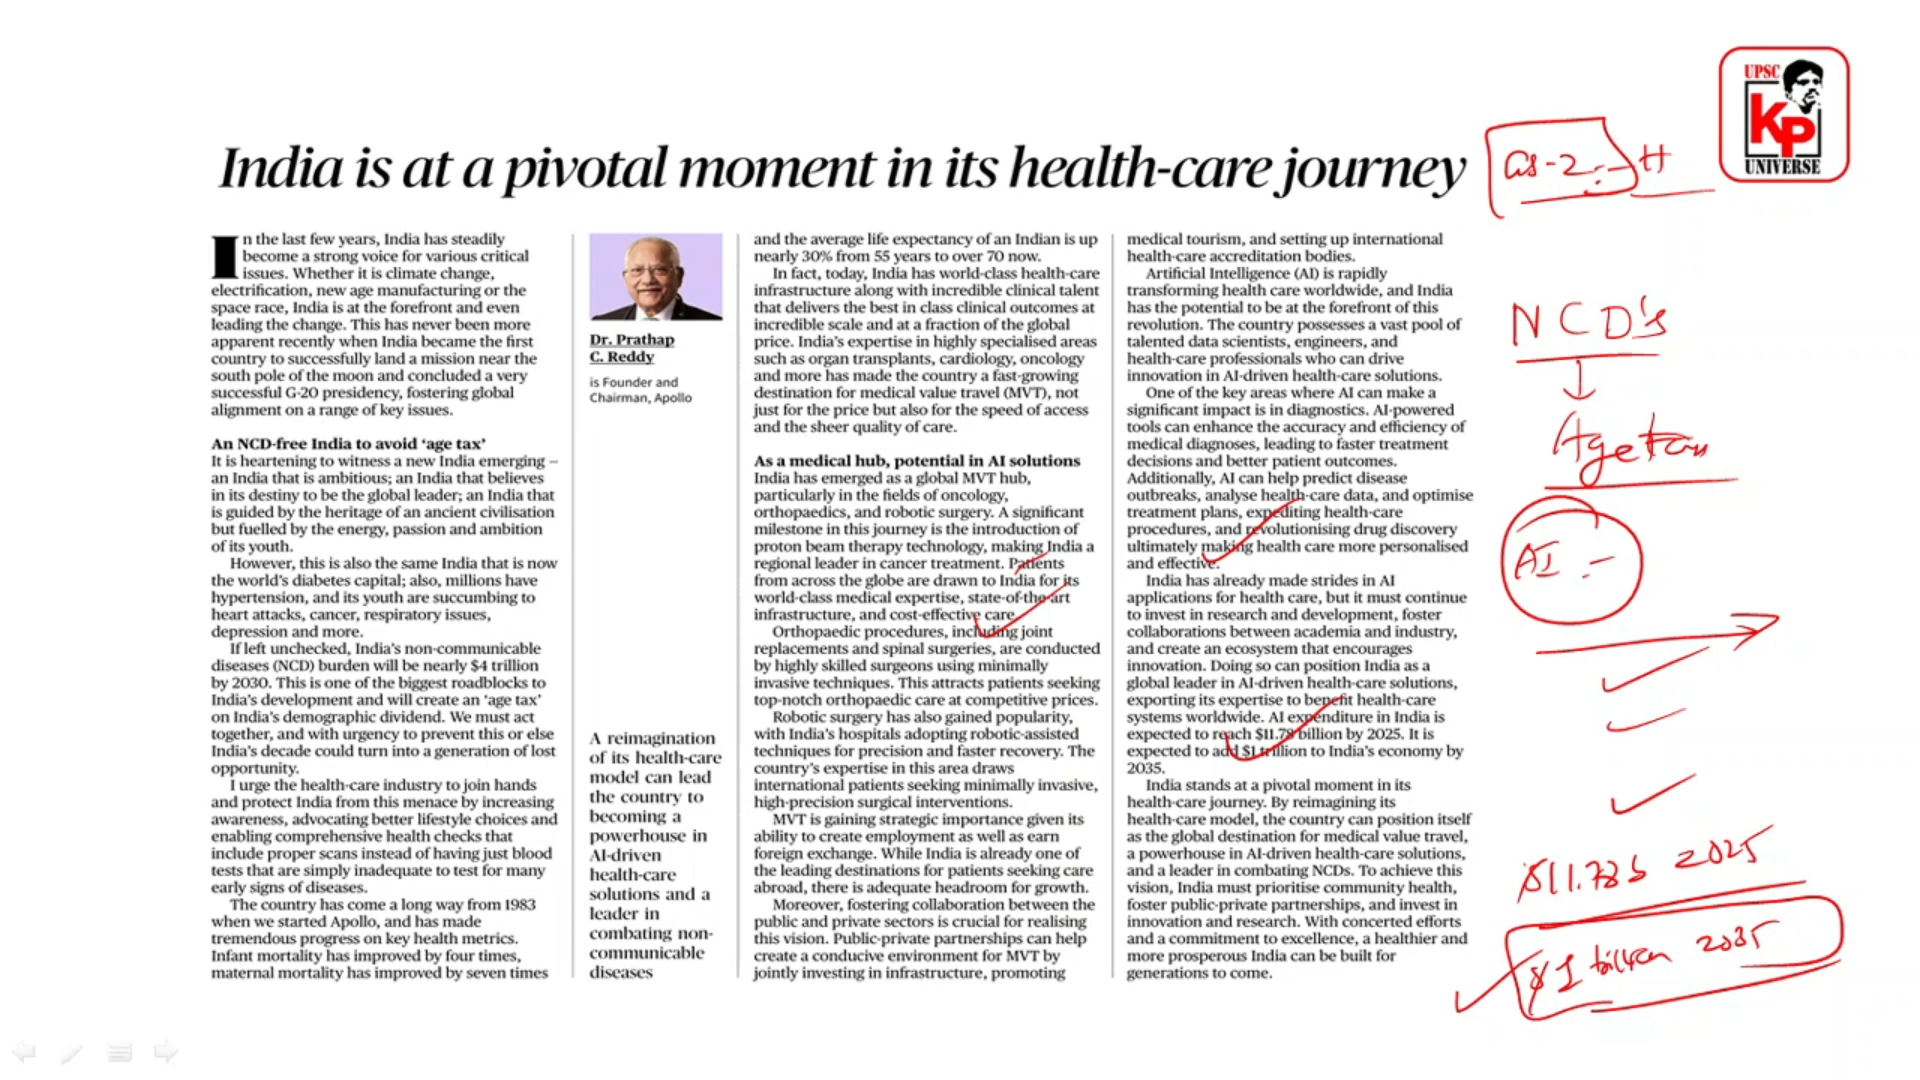 India is at a pivotal moment in its health-care journey
In the last few years, India has steadily
become a strong voice for various critical
issues. Whether it is climate change,
electrification, new age manufacturing or the
space race, India is at the forefront and even
leading the change. This has never been more
apparent recently when India became the first
country to successfully land a mission near the
south pole of the moon and concluded a very
successful G-20 presidency, fostering global
alignment on a range of key issues.
An NCD-free India to avoid ‘age tax’
It is heartening to witness a new India emerging –
an India that is ambitious; an India that believes
in its destiny to be the global leader; an India that
is guided by the heritage of an ancient civilisation
but fuelled by the energy, passion and ambition
of its youth.
However, this is also the same India that is now
the world’s diabetes capital; also, millions have
hypertension, and its youth are succumbing to
heart attacks, cancer, respiratory issues,
depression and more.
If left unchecked, India’s non-communicable
diseases (NCD) burden will be nearly $4 trillion
by 2030. This is one of the biggest roadblocks to
India’s development and will create an ‘age tax’
on India’s demographic dividend. We must act
together, and with urgency to prevent this or else
India’s decade could turn into a generation of lost
opportunity.
I urge the health-care industry to join hands
and protect India from this menace by increasing
awareness, advocating better lifestyle choices and
enabling comprehensive health checks that
include proper scans instead of having just blood
tests that are simply inadequate to test for many
early signs of diseases.
The country has come a long way from 1983
when we started Apollo, and has made
tremendous progress on key health metrics.
Infant mortality has improved by four times,
maternal mortality has improved by seven times
Dr. Prathap
C. Reddy
is Founder and
Chairman, Apollo
A reimagination
of its health-care
model can lead
the country to
becoming a
powerhouse in
AI-driven
health-care
solutions and a
leader in
combating non-
communicable
diseases
and the average life expectancy of an Indian is up
nearly 30% from 55 years to over 70 now.
In fact, today, India has world-class health-care
infrastructure along with incredible clinical talent
that delivers the best in class clinical outcomes at
incredible scale and at a fraction of the global
price. India’s expertise in highly specialised areas
such as organ transplants, cardiology, oncology
and more has made the country a fast-growing
destination for medical value travel (MVT), not
just for the price but also for the speed of access
and the sheer quality of care.
As a medical hub, potential in AI solutions
India has emerged as a global MVT hub,
particularly in the fields of oncology,
orthopaedics, and robotic surgery. A significant
milestone in this journey is the introduction of
proton beam therapy technology, making India a
regional leader in cancer treatment. Patients
from across the globe are drawn to India for its
world-class medical expertise, state-of-the-art
infrastructure, and cost-effective care.
Orthopaedic procedures, including joint
replacements and spinal surgeries, are conducted
by highly skilled surgeons using minimally
invasive techniques. This attracts patients seeking
top-notch orthopaedic care at competitive prices.
Robotic surgery has also gained popularity,
with India’s hospitals adopting robotic-assisted
techniques for precision and faster recovery. The
country’s expertise in this area draws
international patients seeking minimally invasive,
high-precision surgical interventions.
MVT is gaining strategic importance given its
ability to create employment as well as earn
foreign exchange. While India is already one of
the leading destinations for patients seeking care
abroad, there is adequate headroom for growth.
Moreover, fostering collaboration between the
public and private sectors is crucial for realising
this vision. Public-private partnerships can help
create a conducive environment for MVT by
jointly investing in infrastructure, promoting
medical tourism, and setting up international
health-care accreditation bodies.
Artificial Intelligence (AI) is rapidly
transforming health care worldwide, and India
has the potential to be at the forefront of this
revolution. The country possesses a vast pool of
talented data scientists, engineers, and
health-care professionals who can drive
innovation in AI-driven health-care solutions.
One of the key areas where AI can make a
significant impact is in diagnostics. AI-powered
tools can enhance the accuracy and efficiency of
medical diagnoses, leading to faster treatment
decisions and better patient outcomes.
Additionally, AI can help predict disease
outbreaks, analyse health-care data, and optimise
treatment plans, expediting health-care
procedures, and revolutionising drug discovery
ultimately making health care more personalised
and effective.
India has already made strides in AI
applications for health care, but it must continue
to invest in research and development, foster
collaborations between academia and industry,
and create an ecosystem that encourages
innovation. Doing so can position India as a
global leader in AI-driven health-care solutions,
exporting its expertise to benefit health-care
systems worldwide. AI expenditure in India is
expected to reach $11.78 billion by 2025. It is
expected to add $1 trillion to India’s economy by
2035.
India stands at a pivotal moment in its
health-care journey. By reimagining its
health-care model, the country can position itself
as the global destination for medical value travel,
a powerhouse in AI-driven health-care solutions,
and a leader in combating NCDs. To achieve this
vision, India must prioritise community health,
foster public-private partnerships, and invest in
innovation and research. With concerted efforts
and a commitment to excellence, a healthier and
more prosperous India can be built for
generations to come.
UPSC
KP
UNIVERSE
GS-2 :- H
NCD's
Age tax
AI :-
$11.78b 2025
$1 trillion 2035